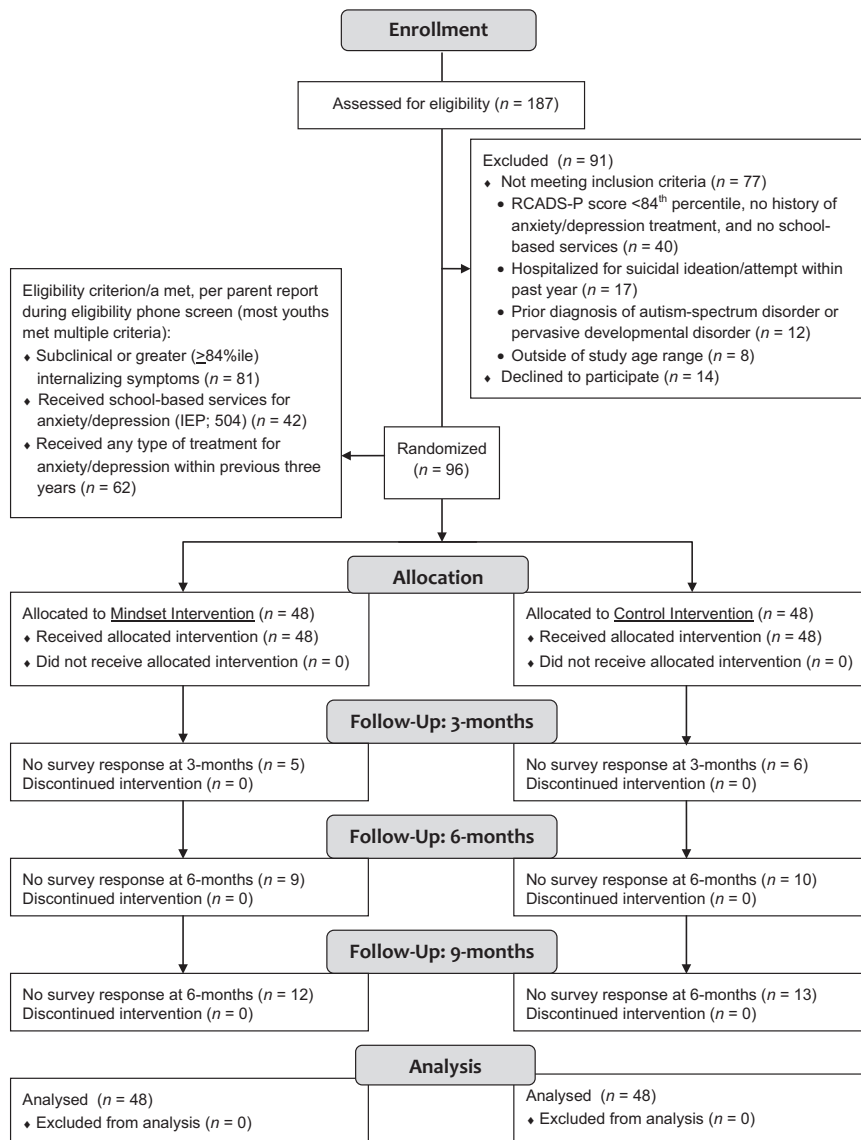 Enrollment
Assessed for eligibility (n = 187)
Excluded (n = 91)
♦ Not meeting inclusion criteria (n = 77)
• RCADS-P score <84th percentile, no history of
anxiety/depression treatment, and no school-
based services (n = 40)
• Hospitalized for suicidal ideation/attempt within
past year (n = 17)
• Prior diagnosis of autism-spectrum disorder or
pervasive developmental disorder (n = 12)
• Outside of study age range (n = 8)
♦ Declined to participate (n = 14)
Eligibility criterion/a met, per parent report
during eligibility phone screen (most youths
met multiple criteria):
♦ Subclinical or greater (≥84%ile)
internalizing symptoms (n = 81)
♦ Received school-based services for
anxiety/depression (IEP; 504) (n = 42)
♦ Received any type of treatment for
anxiety/depression within previous three
years (n = 62)
Randomized
(n = 96)
Allocation
Allocated to Mindset Intervention (n = 48)
♦ Received allocated intervention (n = 48)
♦ Did not receive allocated intervention (n = 0)
Allocated to Control Intervention (n = 48)
♦ Received allocated intervention (n = 48)
♦ Did not receive allocated intervention (n = 0)
Follow-Up: 3-months
No survey response at 3-months (n = 5)
Discontinued intervention (n = 0)
No survey response at 3-months (n = 6)
Discontinued intervention (n = 0)
Follow-Up: 6-months
No survey response at 6-months (n = 9)
Discontinued intervention (n = 0)
No survey response at 6-months (n = 10)
Discontinued intervention (n = 0)
Follow-Up: 9-months
No survey response at 6-months (n = 12)
Discontinued intervention (n = 0)
No survey response at 6-months (n = 13)
Discontinued intervention (n = 0)
Analysis
Analysed (n = 48)
♦ Excluded from analysis (n = 0)
Analysed (n = 48)
♦ Excluded from analysis (n = 0)